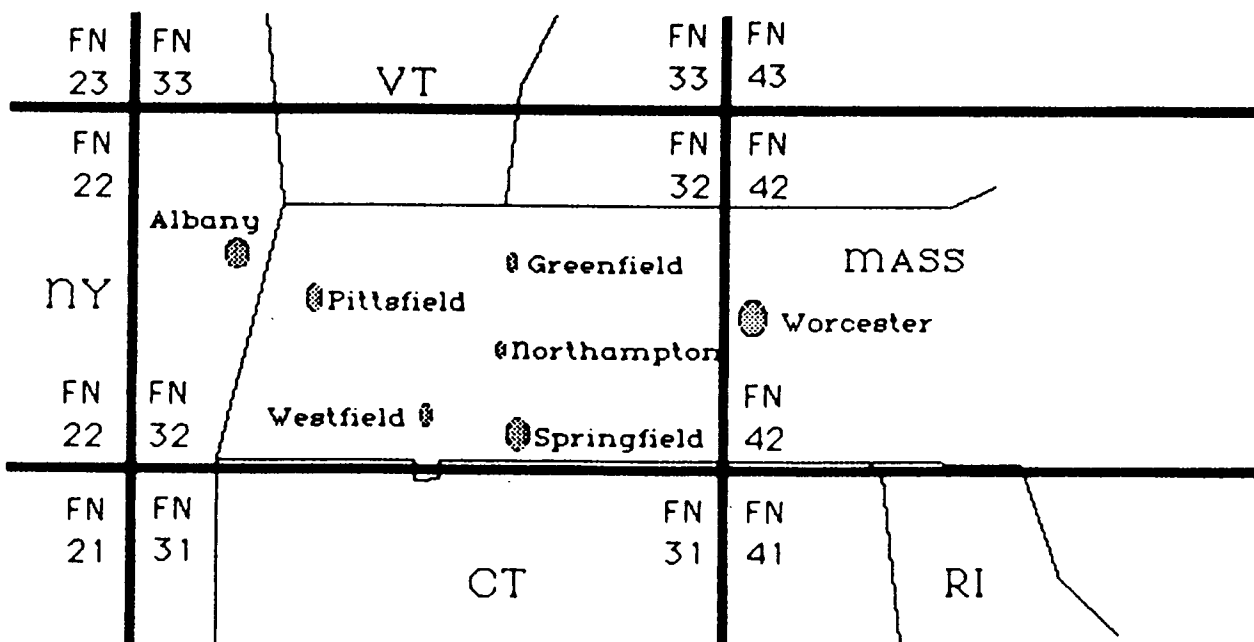 FN FN FN FN
23 33 VT 33 43
FN FN FN
22 32 42
Albany
Greenfield MASS
NY Pittsfield
Worcester
Northampton
FN FN FN
22 32 Westfield Springfield 42
FN FN FN FN
21 31 31 41
CT RI